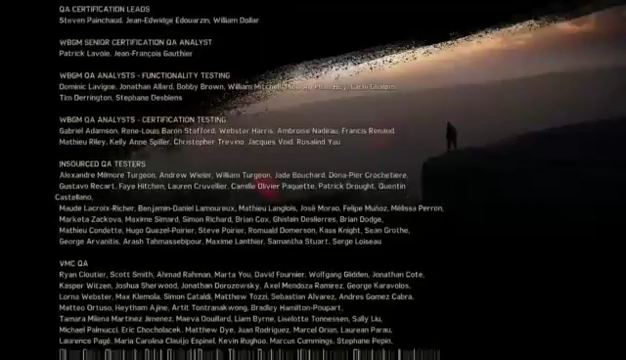 QA CERTIFICATION LEADS
Steven Painchaud, Jean-Edwidge Edouarzin, William Dollar
WBGM SENIOR CERTIFICATION QA ANALYST
Patrick Lavoie, Jean-François Gauthier
WBGM QA ANALYSTS - FUNCTIONALITY TESTING
Dominic Lavigne, Jonathan Allard, Bobby Brown, William Mitchell,
Tim Derrington, Stephane Desbiens
WBGM QA ANALYSTS - CERTIFICATION TESTING
Gabriel Adamson, Rene-Louis Baron Stafford, Webster Harris, Ambroise Nadeau, Francis Renaud
Mathieu Riley, Kelly Anne Spiller, Christopher Trevino, Jacques Void, Rosalind You
INSOURCED QA TESTERS
Alexandre Milmore Turgeon, Andrew Wieler, William Turgeon, Jade Bouchard, Dona-Pier Crochetiere,
Gustavo Recart, Faye Hitchen, Lauren Cruvellier, Camille Olivier Paquette, Patrick Drought, Quentin
Castellano,
Maude Lacroix-Richer, Benjamin-Daniel Lamoureux, Mathieu Langlois, José Morao, Felipe Muñoz, Mélissa Perron,
Marketa Zackova, Maxime Simard, Simon Richard, Brian Cox, Ghislain Deslierres, Brian Dodge,
Mathieu Condette, Hugo Quezel-Poirier, Steve Poirier, Romuald Domerson, Kass Knight, Sean Grothe,
George Arvanitis, Arash Tahmassebipour, Maxime Lanthier, Samantha Stuart, Serge Loiseau
VMC QA
Ryan Cloutier, Scott Smith, Ahmad Rahman, Marta You, David Fournier, Wolfgang Glidden, Jonathan Cote,
Kasper Witzen, Joshua Sherwood, Jonathan Dorozowsky, Axel Mendoza Ramirez, George Karavolos,
Lorna Webster, Max Klemola, Simon Cataldi, Matthew Tozzi, Sebastian Alvarez, Andres Gomez Cabra,
Matteo Ortuso, Heytham Ajine, Artit Tontranakwong, Bradley Hamilton-Poupart,
Tamara Milena Martinez Jimenez, Maeva Douillard, Liam Byrne, Liselotte Tonnessen, Sally Liu,
Michael Palmucci, Eric Chocholacek, Matthew Dye, Juan Rodriguez, Marcel Orian, Laurean Parau,
Laurence Pagé, Maria Carolina Clauijo Espinel, Kevin Roghoo, Marcus Cummings, Stephane Pepin,